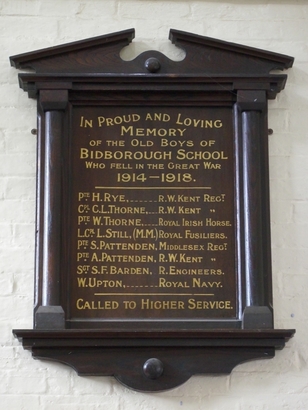 IN PROUD AND LOVING
MEMORY
OF THE OLD BOYS OF
BIDBOROUGH SCHOOL
WHO FELL IN THE GREAT WAR
1914-1918.
PTE H. RYE, ...... R.W. KENT REGT
CPL C.L. THORNE, .... R.W. KENT "
PTE W. THORNE. .... ROYAL IRISH HORSE.
L.CPL L. STILL, (M.M.) ROYAL FUSILIERS.
PTE S. PATTENDEN, MIDDLESEX REGT
PTE A. PATTENDEN, R.W. KENT "
SGT S.F. BARDEN, R. ENGINEERS.
W. UPTON, ....... ROYAL NAVY.
CALLED TO HIGHER SERVICE.